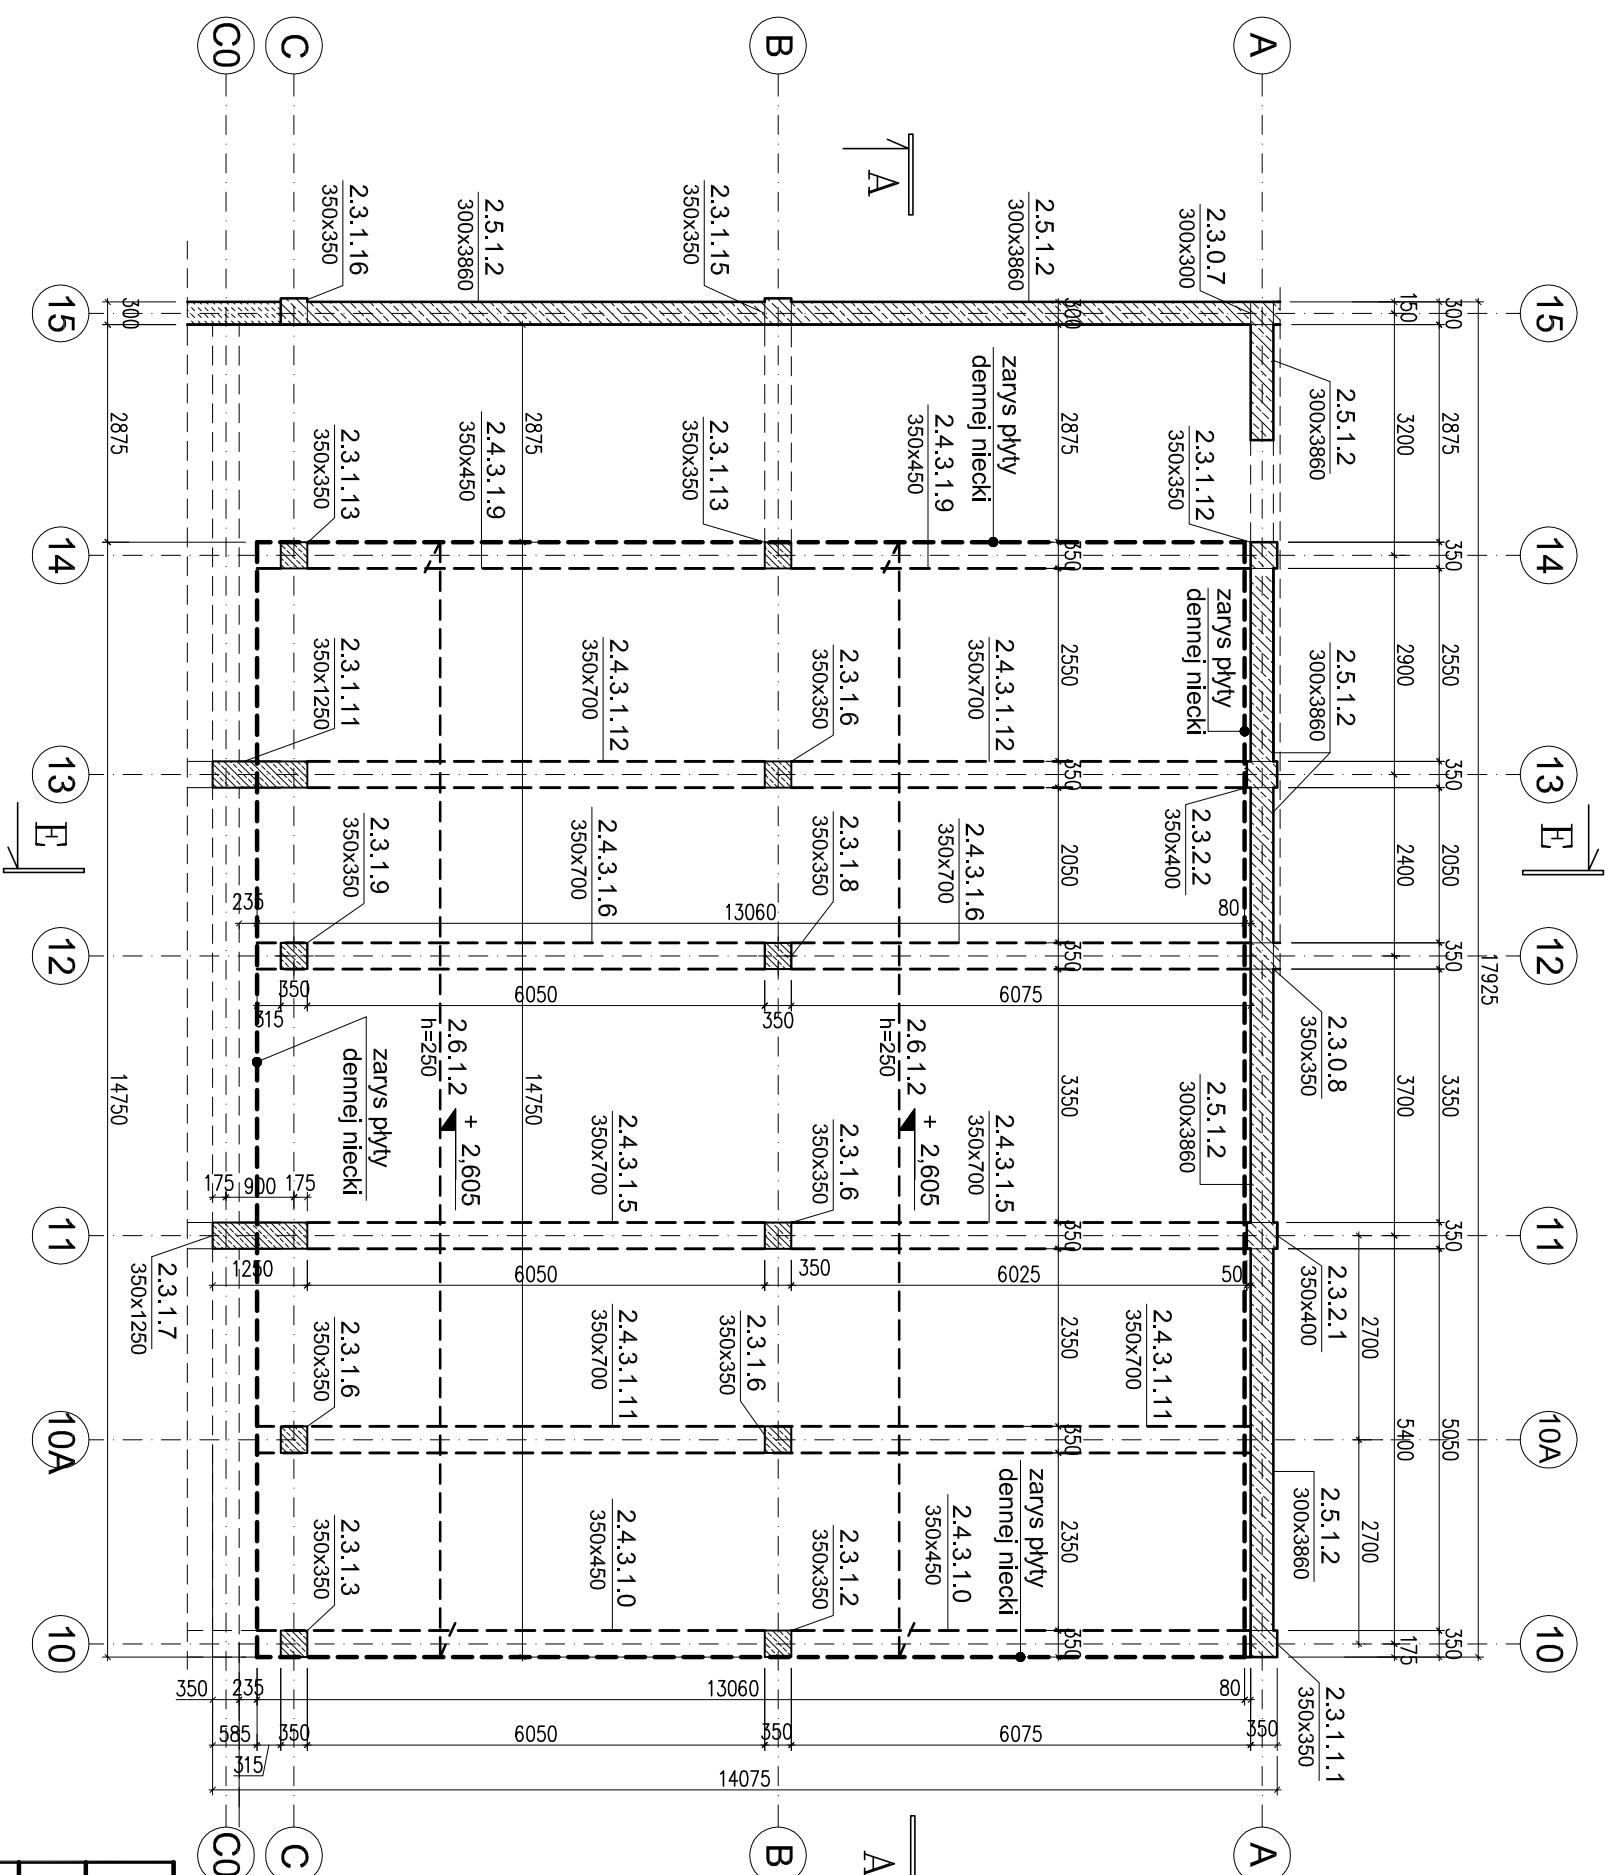 C0
C
B
A
A
2.3.1.16
350x350
2.5.1.2
300x3860
2.3.1.15
350x350
2.5.1.2
300x3860
2.3.0.7
300x300
15
300
300
150
300
15
2875
2.3.1.13
350x350
2.4.3.1.9
350x450
2875
2.3.1.13
350x350
2.4.3.1.9
350x450
zarys płyty
dennej niecki
2875
2.3.1.12
350x350
2.5.1.2
300x3860
3200
2875
14
350
350
14
2.3.1.11
350x1250
2.4.3.1.12
350x700
2.3.1.6
350x350
2.4.3.1.12
350x700
2550
zarys płyty
dennej niecki
2.5.1.2
300x3860
2900
2550
13
350
350
13
E
2.3.1.9
350x350
2.4.3.1.6
350x700
2.3.1.8
350x350
2.4.3.1.6
350x700
2050
2.3.2.2
350x400
2400
2050
E
235
13060
80
12
350
350
17925
12
350
315
6050
350
6075
14750
zarys płyty
dennej niecki
2.6.1.2
h=250
+ 2,605
14750
2.4.3.1.5
350x700
2.3.1.6
350x350
2.6.1.2
h=250
+ 2,605
2.4.3.1.5
350x700
3350
2.5.1.2
300x3860
2.3.0.8
350x350
3700
3350
175
900
175
11
350
350
11
1250
6050
350
6025
50
2.3.1.7
350x1250
2.3.1.6
350x350
2.4.3.1.11
350x700
2.3.1.6
350x350
2350
2.4.3.1.11
350x700
2.3.2.1
350x400
2700
10A
350
5400
5050
10A
2.3.1.3
350x350
2.4.3.1.0
350x450
2.3.1.2
350x350
2.4.3.1.0
350x450
zarys płyty
dennej niecki
2350
2.5.1.2
300x3860
2700
10
350
175
350
10
350
235
13060
80
2.3.1.1.1
350x350
585
350
6050
350
6075
350
315
14075
C0
C
B
A
A